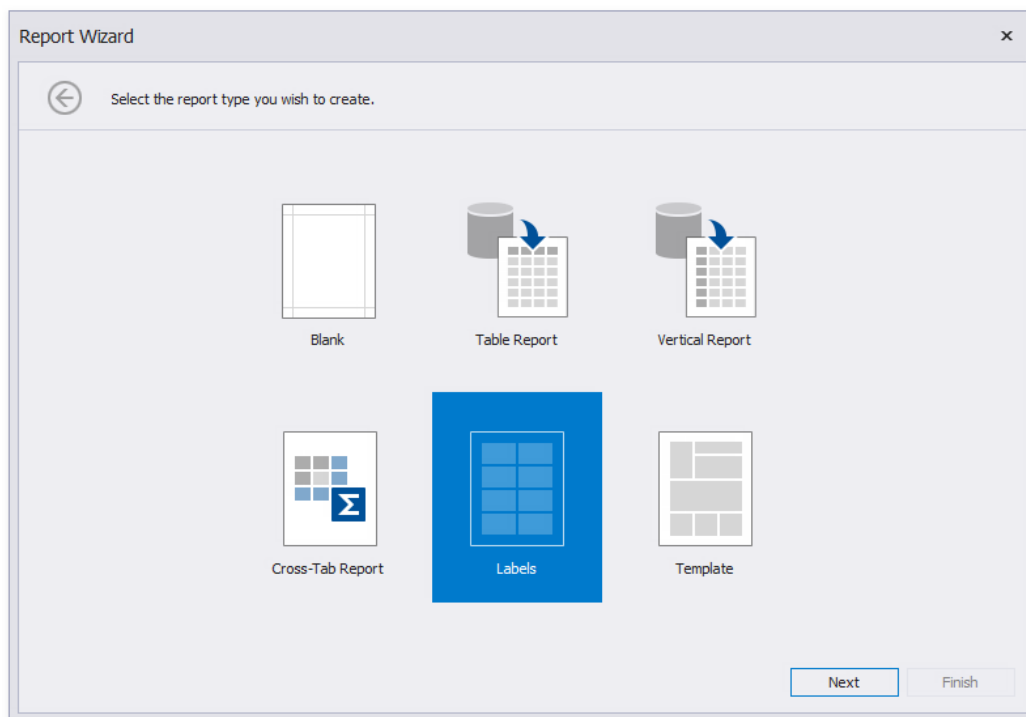 Report Wizard
Select the report type you wish to create.
Blank
Table Report
Vertical Report
Σ
Cross-Tab Report
Labels
Template
Next
Finish